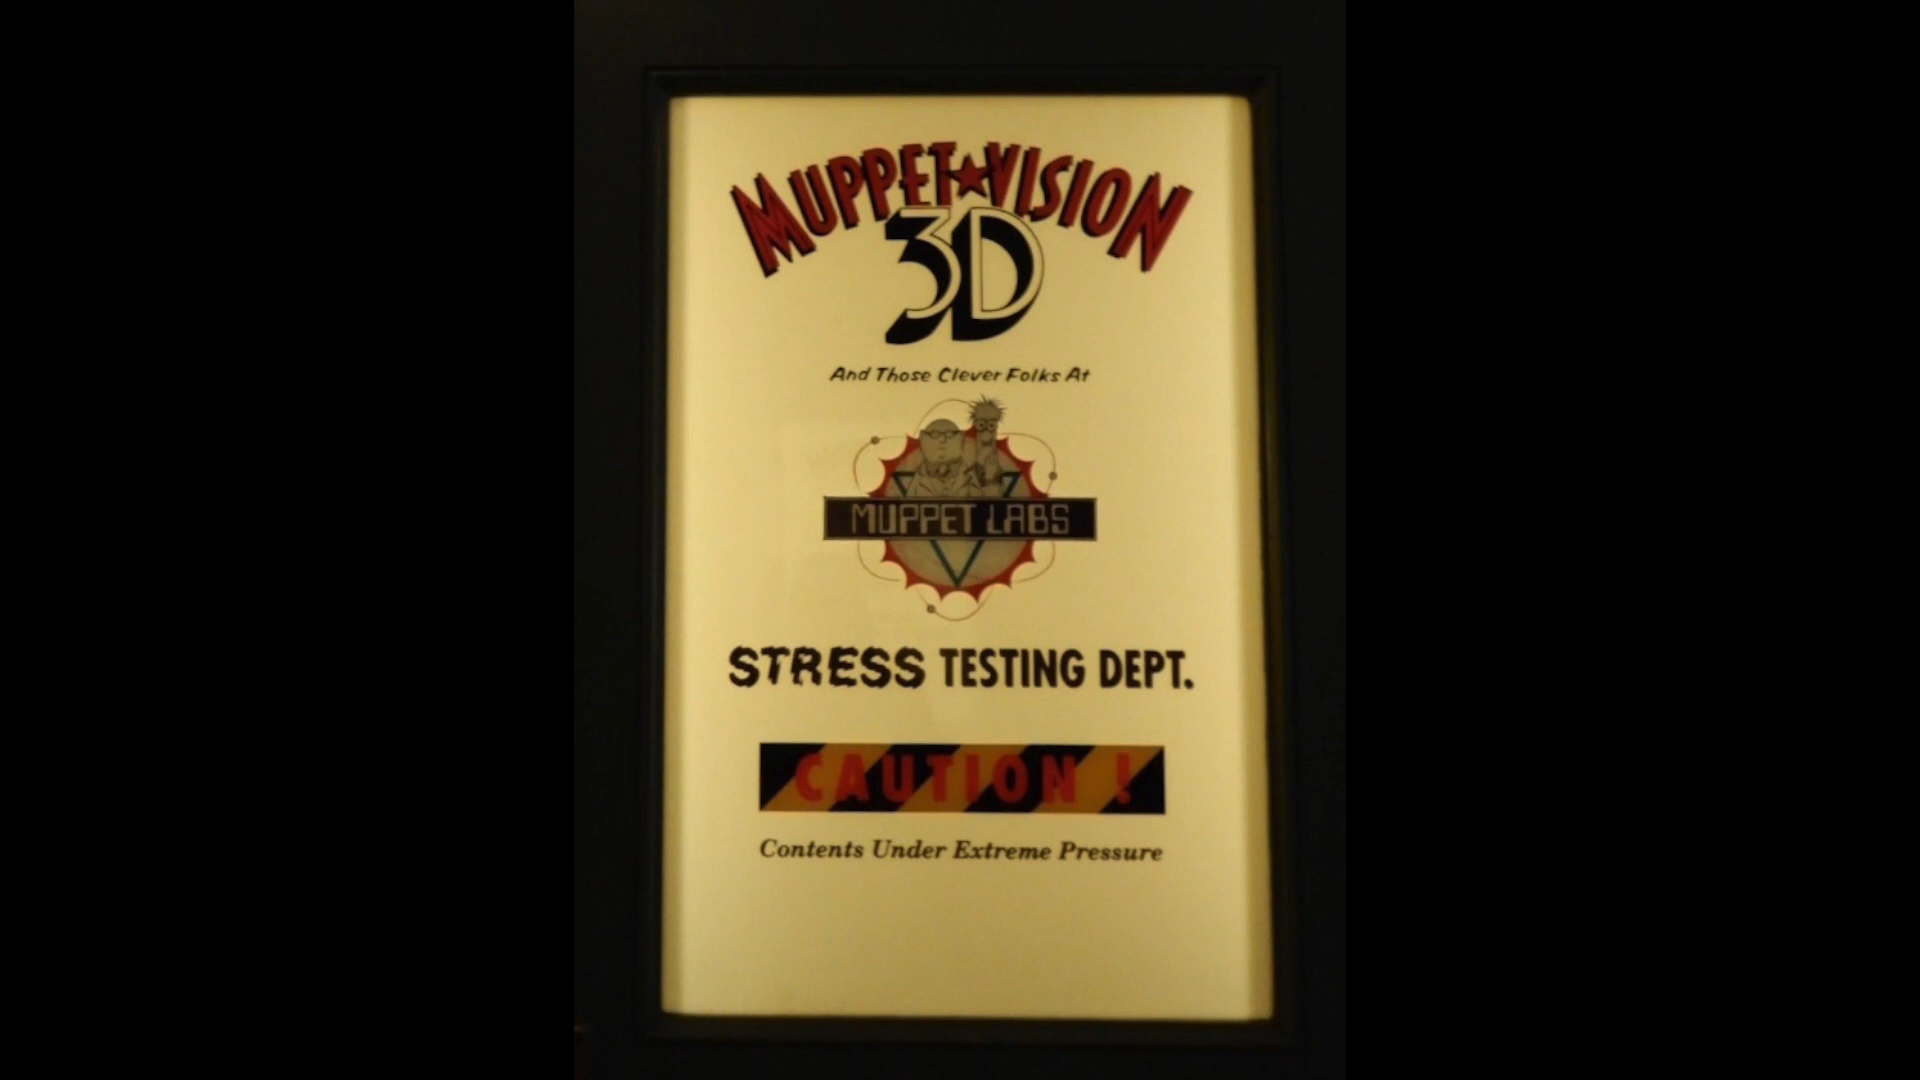 MUPPET★VISION
3D
And Those Clever Folks At
MUPPET LABS
STRESS TESTING DEPT.
CAUTION !
Contents Under Extreme Pressure